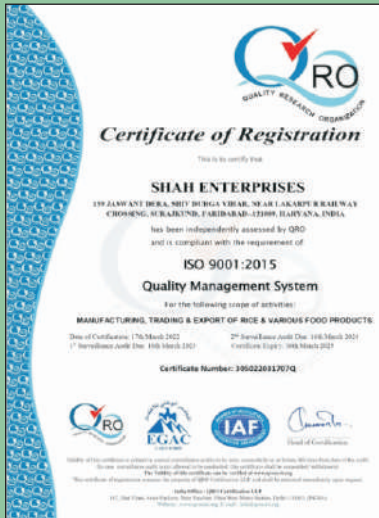 QRO
QUALITY RESEARCH ORGANIZATION
Certificate of Registration
This is to certify that
SHAH ENTERPRISES
159 JASWANT DERA, SHIV DURGA VIHAR, NEAR LAKARPUR RAILWAY
CROSSING, SURAJKUND, FARIDABAD-121009, HARYANA, INDIA
has been independently assessed by QRO
and is compliant with the requirement of
ISO 9001:2015
Quality Management System
For the following scope of activities:
MANUFACTURING, TRADING & EXPORT OF RICE & VARIOUS FOOD PRODUCTS
Date of Certification: 17th March 2022
2nd Surveillance Audit Due: 16th March 2024
1st Surveillance Audit Due: 16th March 2023
Certificate Expiry: 16th March 2025
Certificate Number: 305022031707Q
QRO
EGAC
IAF
Head of Certification